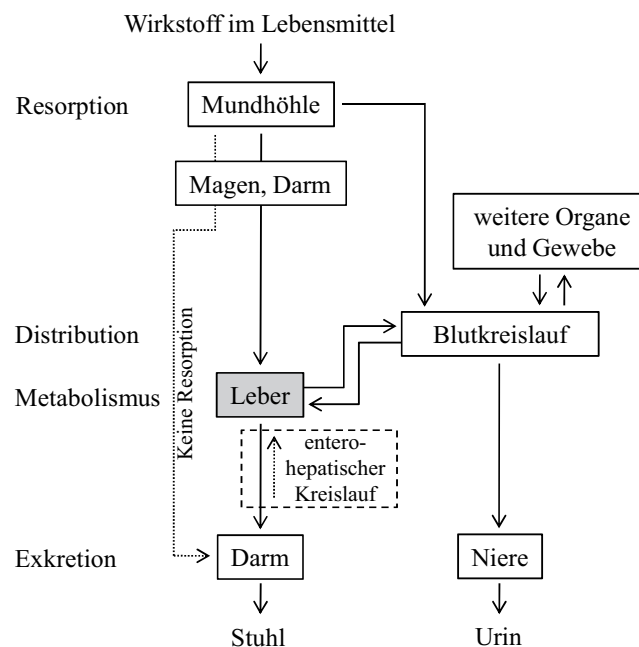 Wirkstoff im Lebensmittel
Resorption
Mundhöhle
Magen, Darm
weitere Organe
und Gewebe
Distribution
Blutkreislauf
Metabolismus
Keine Resorption
Leber
entero-
hepatischer
Kreislauf
Exkretion
Darm
Niere
Stuhl
Urin